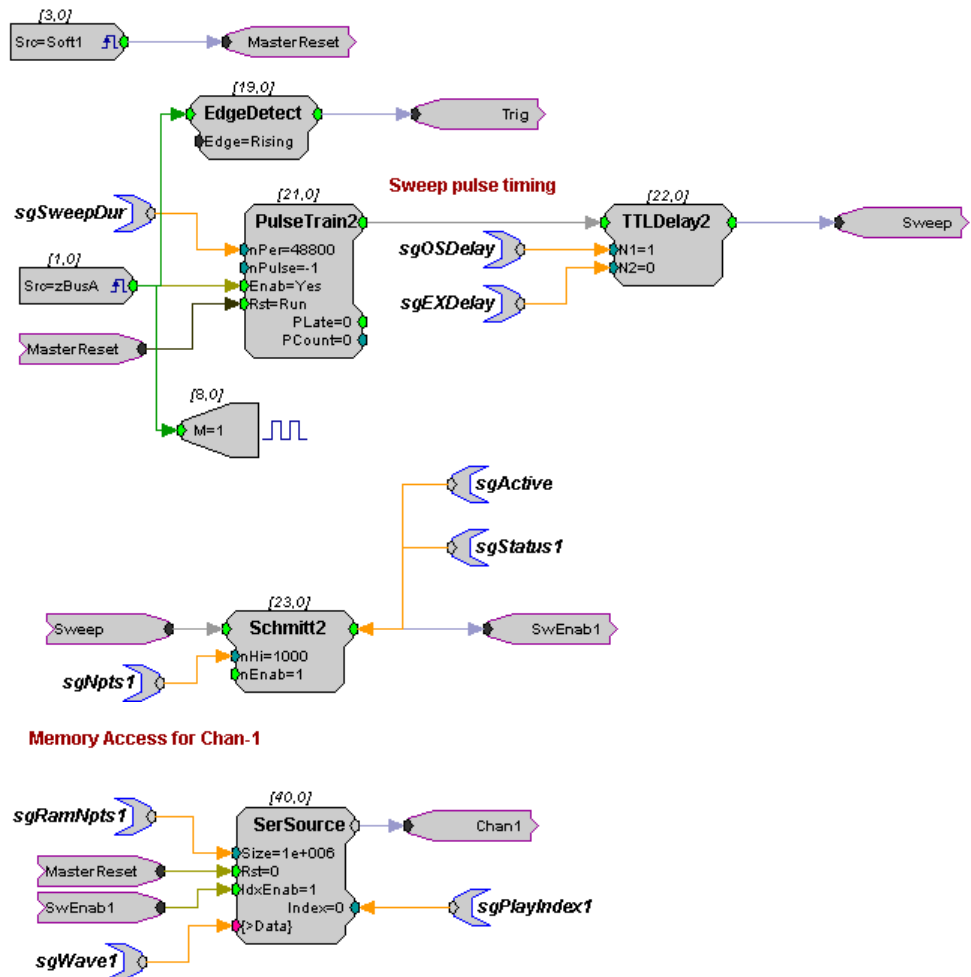 [3,0]
Src=Soft1
MasterReset
[19,0]
EdgeDetect
Edge=Rising
Trig
Sweep pulse timing
[21,0]
PulseTrain2
nPer=48800
nPulse=-1
Enab=Yes
Rst=Run
PLate=0
PCount=0
sgSweepDur
[1,0]
Src=zBusA
MasterReset
[22,0]
TTLDelay2
N1=1
N2=0
sgOSDelay
sgEXDelay
Sweep
[8,0]
M=1
sgActive
sgStatus1
[23,0]
Sweep
Schmitt2
nHi=1000
nEnab=1
SwEnab1
sgNpts1
Memory Access for Chan-1
[40,0]
sgRamNpts1
SerSource
Chan1
Size=1e+006
MasterReset
Rst=0
IdxEnab=1
SwEnab1
Index=0
sgPlayIndex1
{>Data}
sgWave1